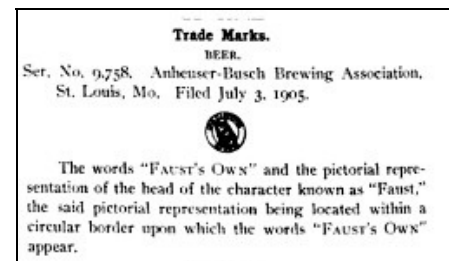 Trade Marks.
BEER.
Ser. No. 9,758. Anheuser-Busch Brewing Association,
St. Louis, Mo. Filed July 3, 1905.
The words “FAUST'S OWN” and the pictorial repre-
sentation of the head of the character known as “Faust,”
the said pictorial representation being located within a
circular border upon which the words “FAUST'S OWN”
appear.